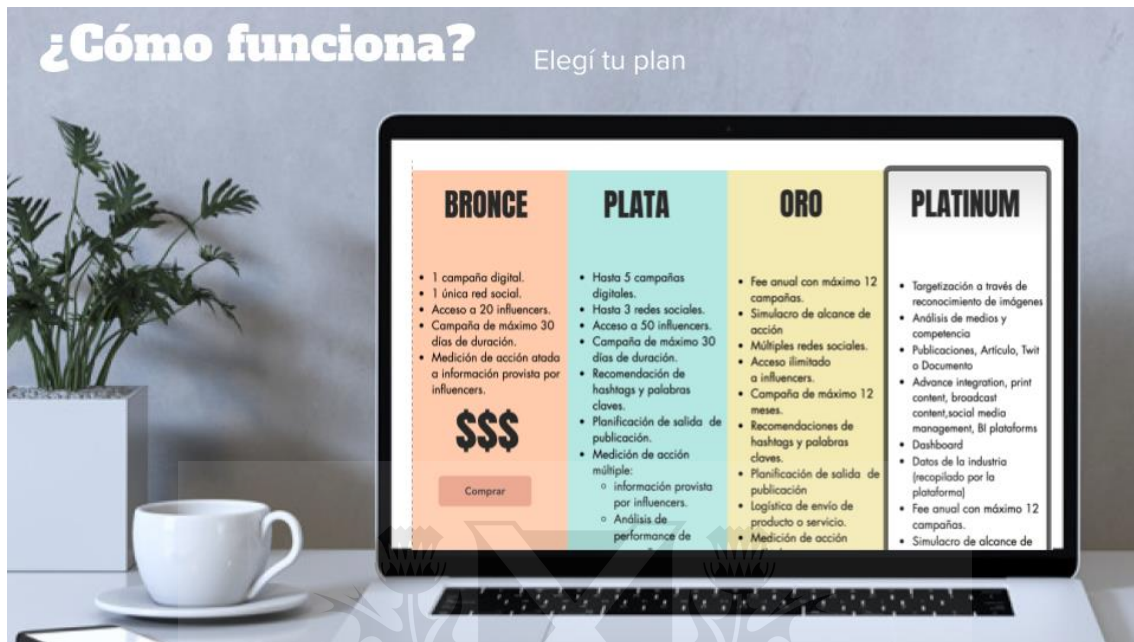 ¿Cómo funciona?
Elegí tu plan
BRONCE
• 1 campaña digital.
• 1 única red social.
• Acceso a 20 influencers.
• Campaña de máximo 30
días de duración.
• Medición de acción atada
a información provista por
influencers.
$$$
Comprar
PLATA
• Hasta 5 campañas
digitales.
• Hasta 3 redes sociales.
• Acceso a 50 influencers.
• Campaña de máximo 30
días de duración.
• Recomendación de
hashtags y palabras
claves.
• Planificación de salida de
publicación.
• Medición de acción
múltiple:
○ información provista
por influencers.
○ Análisis de
performance de
ORO
• Fee anual con máximo 12
campañas.
• Simulacro de alcance de
acción
• Múltiples redes sociales.
• Acceso ilimitado
a influencers.
• Campaña de máximo 12
meses.
• Recomendaciones de
hashtags y palabras
claves.
• Planificación de salida de
publicación
• Logística de envío de
producto o servicio.
• Medición de acción
PLATINUM
• Targetización a través de
reconocimiento de imágenes
• Análisis de medios y
competencia
• Publicaciones, Artículo, Twit
o Documento
• Advance integration, print
content, broadcast
content,social media
management, BI plataforms
• Dashboard
• Datos de la industria
(recopilado por la
plataforma)
• Fee anual con máximo 12
campañas.
• Simulacro de alcance de